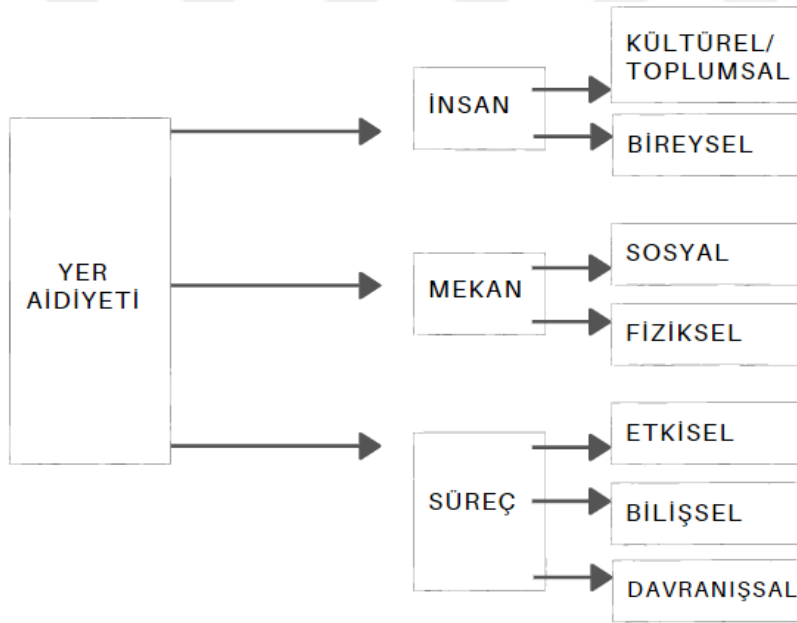 YER
AİDİYETİ
İNSAN
KÜLTÜREL/
TOPLUMSAL
BİREYSEL
MEKAN
SOSYAL
FİZİKSEL
SÜREÇ
ETKİSEL
BİLİŞSEL
DAVRANIŞSAL